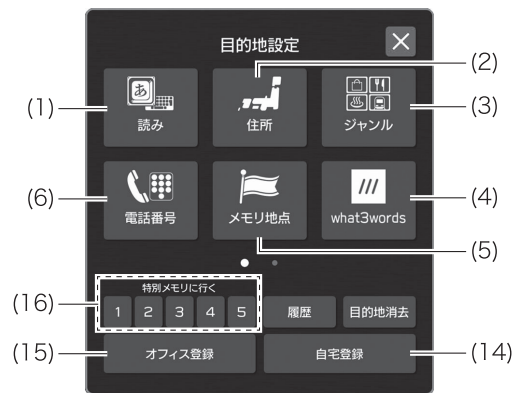 目的地設定
(1)
読み
住所
(2)
ジャンル
(3)
(6)
電話番号
メモリ地点
(5)
what3words
(4)
特別メモリに行く
(16)
1 2 3 4 5
履歴
目的地消去
(15)
オフィス登録
自宅登録
(14)